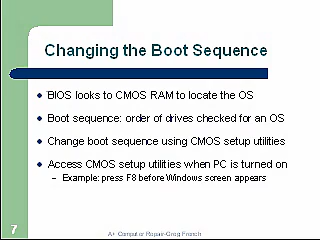 Changing the Boot Sequence
BIOS looks to CMOS RAM to locate the OS
Boot sequence: order of drives checked for an OS
Change boot sequence using CMOS setup utilities
Access CMOS setup utilities when PC is turned on
– Example: press F8 before Windows screen appears
7
A+ Computer Repair-Greg French